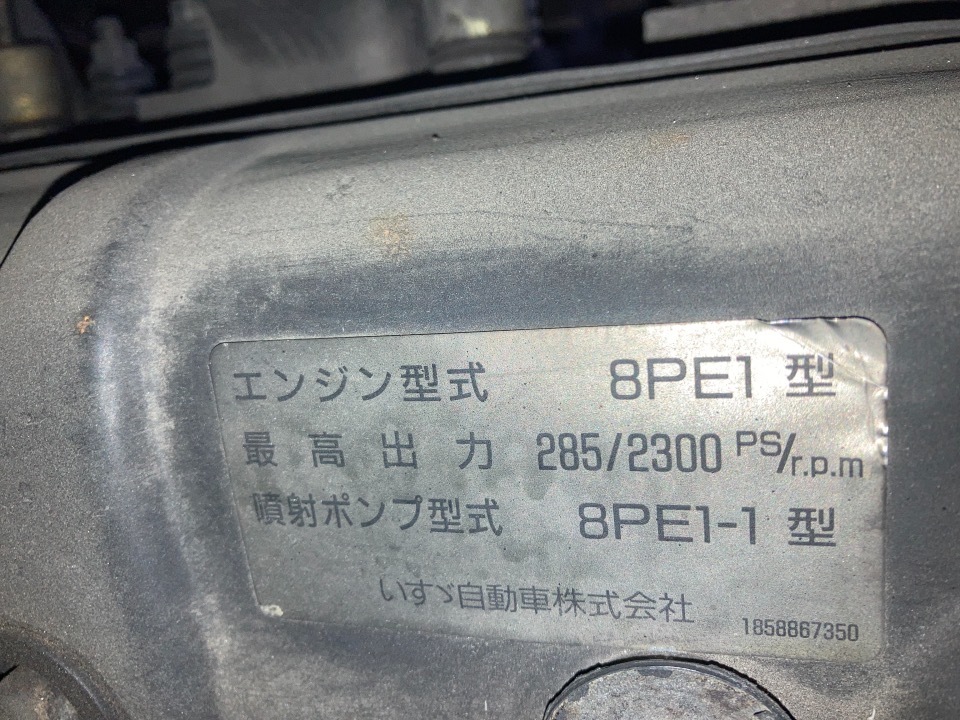 エンジン型式 8PE1 型
最高出力 285/2300 PS/r.p.m
噴射ポンプ型式 8PE1-1 型
いすゞ自動車株式会社 1858867350